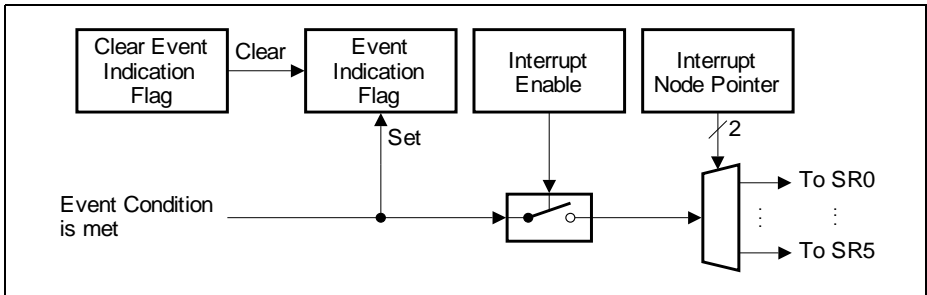 Clear Event
Indication
Flag
Clear
Event
Indication
Flag
Interrupt
Enable
Interrupt
Node Pointer
Set
2
Event Condition
is met
To SR0
To SR5